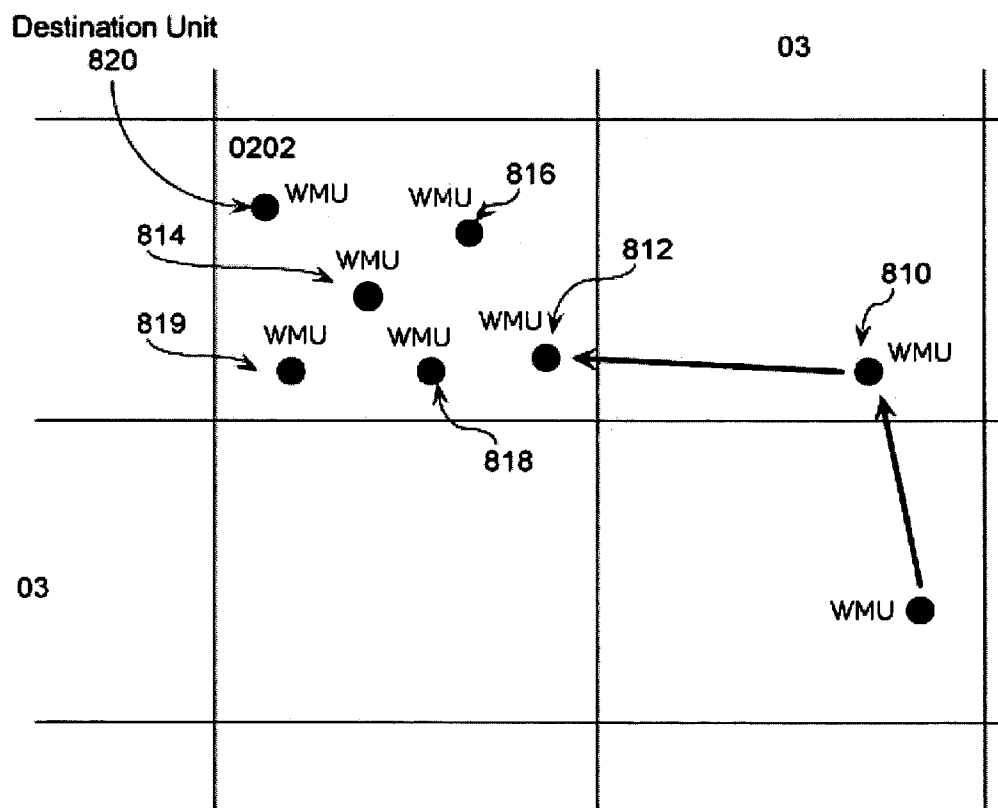 Destination Unit
820
03
0202
WMU
WMU
816
814
WMU
812
810
819
WMU
WMU
WMU
WMU
818
03
WMU